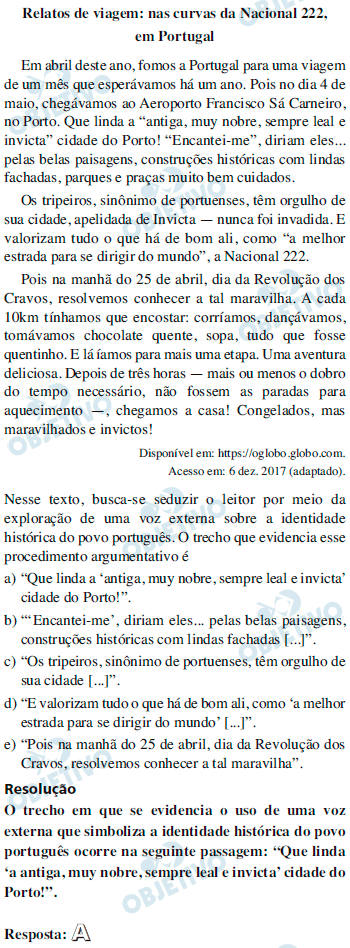 Relatos de viagem: nas curvas da Nacional 222,
em Portugal
Em abril deste ano, fomos a Portugal para uma viagem
de um mês que esperávamos há um ano. Pois no dia 4 de
maio, chegávamos ao Aeroporto Francisco Sá Carneiro,
no Porto. Que linda a “antiga, muy nobre, sempre leal e
invicta” cidade do Porto! “Encantei-me”, diriam eles...
pelas belas paisagens, construções históricas com lindas
fachadas, parques e praças muito bem cuidados.
Os tripeiros, sinônimo de portuenses, têm orgulho de
sua cidade, apelidada de Invicta — nunca foi invadida. E
valorizam tudo o que há de bom ali, como “a melhor
estrada para se dirigir do mundo”, a Nacional 222.
Pois na manhã do 25 de abril, dia da Revolução dos
Cravos, resolvemos conhecer a tal maravilha. A cada
10km tínhamos que encostar: corríamos, dançávamos,
tomávamos chocolate quente, sopa, tudo que fosse
quentinho. E lá íamos para mais uma etapa. Uma aventura
deliciosa. Depois de três horas — mais ou menos o dobro
do tempo necessário, não fossem as paradas para
aquecimento —, chegamos a casa! Congelados, mas
maravilhados e invictos!
Disponível em: https://oglobo.globo.com.
Acesso em: 6 dez. 2017 (adaptado).
Nesse texto, busca-se seduzir o leitor por meio da
exploração de uma voz externa sobre a identidade
histórica do povo português. O trecho que evidencia esse
procedimento argumentativo é
a) “Que linda a ‘antiga, muy nobre, sempre leal e invicta’
cidade do Porto!”.
b) “‘Encantei-me’, diriam eles... pelas belas paisagens,
construções históricas com lindas fachadas [...]”.
c) “Os tripeiros, sinônimo de portuenses, têm orgulho de
sua cidade [...]”.
d) “E valorizam tudo o que há de bom ali, como ‘a melhor
estrada para se dirigir do mundo’ [...]”.
e) “Pois na manhã do 25 de abril, dia da Revolução dos
Cravos, resolvemos conhecer a tal maravilha”.
Resolução
O trecho em que se evidencia o uso de uma voz
externa que simboliza a identidade histórica do povo
português ocorre na seguinte passagem: “Que linda
‘a antiga, muy nobre, sempre leal e invicta’ cidade do
Porto!”.
Resposta: A
OBJETIVO
OBJETIVO
OBJETIVO
OBJETIVO
OBJETIVO
OBJETIVO
OBJETIVO
OBJETIVO
OBJETIVO
OBJETIVO